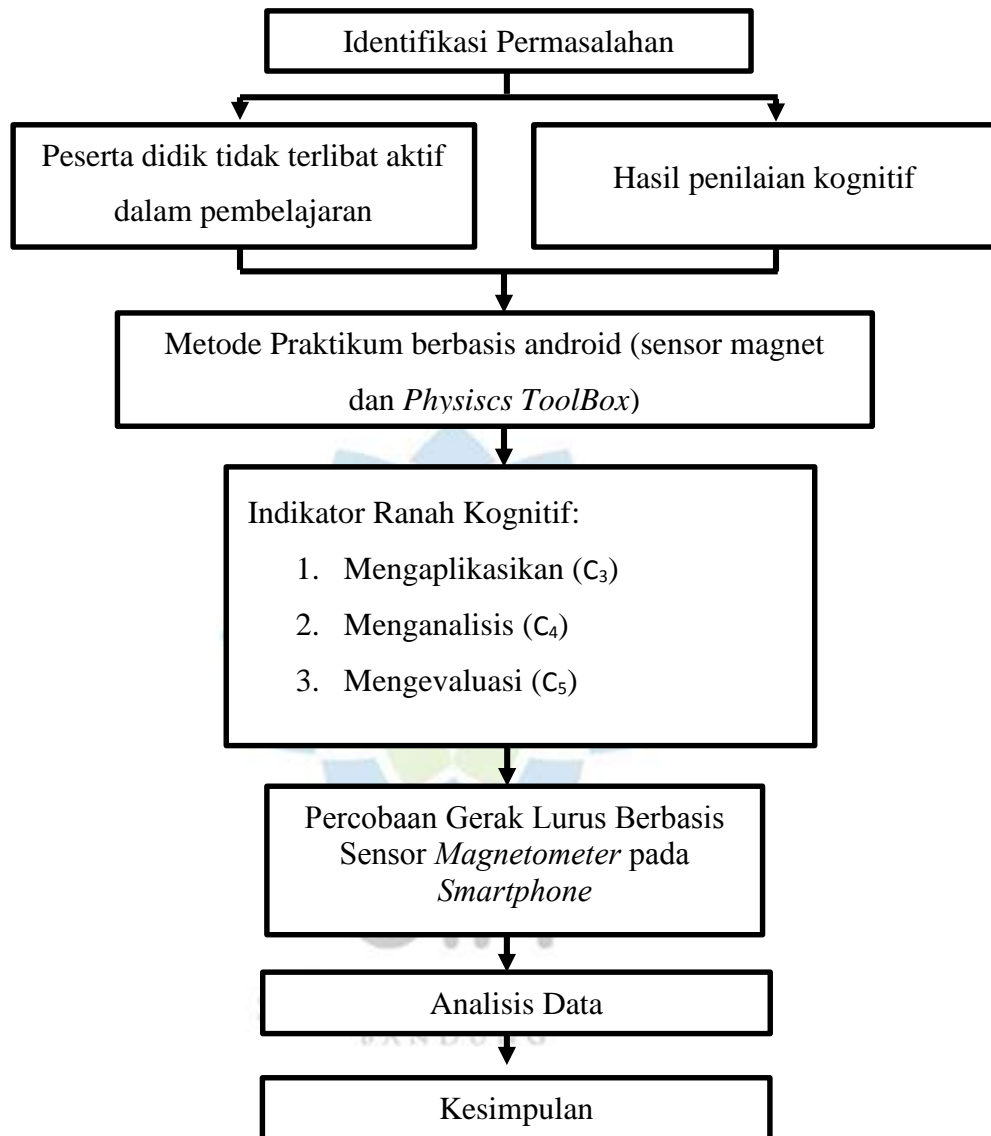 Identifikasi Permasalahan
Peserta didik tidak terlibat aktif
dalam pembelajaran
Hasil penilaian kognitif
Metode Praktikum berbasis android (sensor magnet
dan Physiscs ToolBox)
Indikator Ranah Kognitif:
1. Mengaplikasikan (C₃)
2. Menganalisis (C₄)
3. Mengevaluasi (C₅)
Percobaan Gerak Lurus Berbasis
Sensor Magnetometer pada
Smartphone
Analisis Data
BANDUNG
Kesimpulan